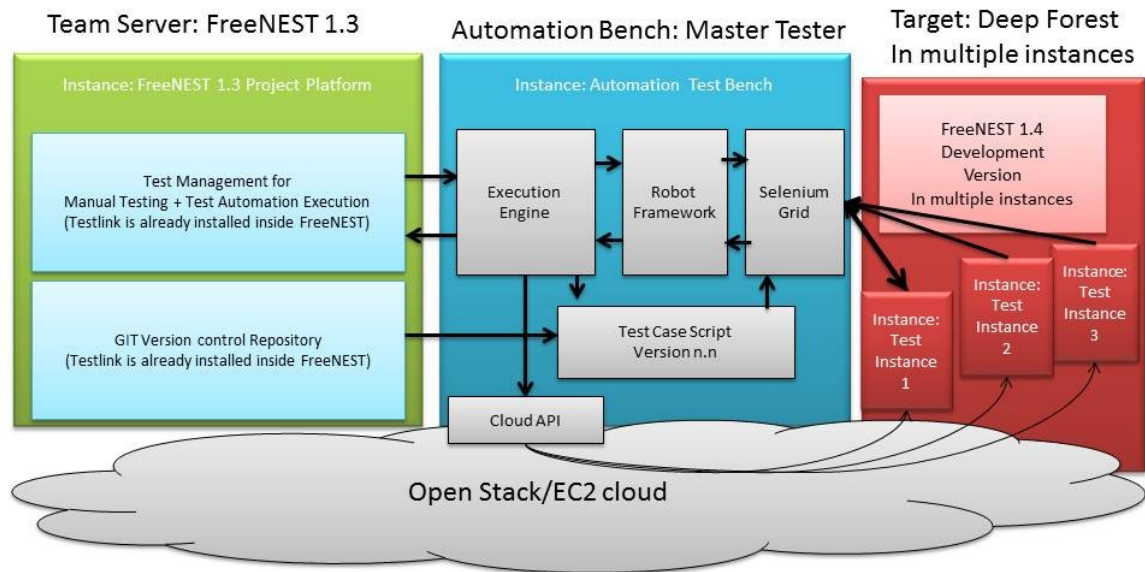 Team Server: FreeNEST 1.3
Automation Bench: Master Tester
Target: Deep Forest
In multiple instances
Instance: FreeNEST 1.3 Project Platform
Test Management for
Manual Testing + Test Automation Execution
(Testlink is already installed inside FreeNEST)
GIT Version control Repository
(Testlink is already installed inside FreeNEST)
Instance: Automation Test Bench
Execution
Engine
Robot
Framework
Selenium
Grid
Test Case Script
Version n.n
Cloud API
FreeNEST 1.4
Development
Version
In multiple instances
Instance:
Test
Instance
1
Instance:
Test
Instance
2
Instance:
Test
Instance
3
Open Stack/EC2 cloud